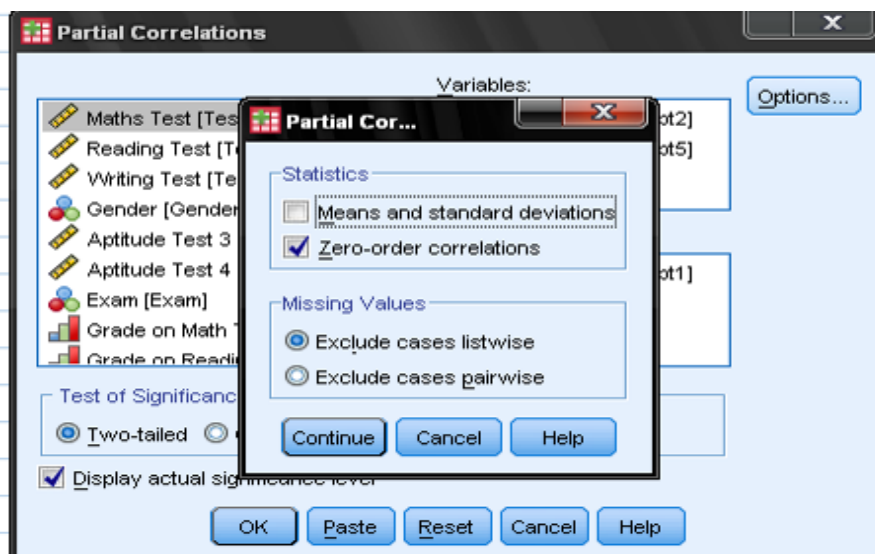 Partial Correlations
Variables:
Options...
Maths Test [Tes
Reading Test [T
Writing Test [Te
Gender [Gender
Aptitude Test 3
Aptitude Test 4
Exam [Exam]
Grade on Math
Grade on Readi
pt2]
pt5]
pt1]
Partial Cor...
Statistics
Means and standard deviations
Zero-order correlations
Missing Values
Exclude cases listwise
Exclude cases pairwise
Continue Cancel Help
Test of Significanc
Two-tailed
Display actual significance level
OK Paste Reset Cancel Help